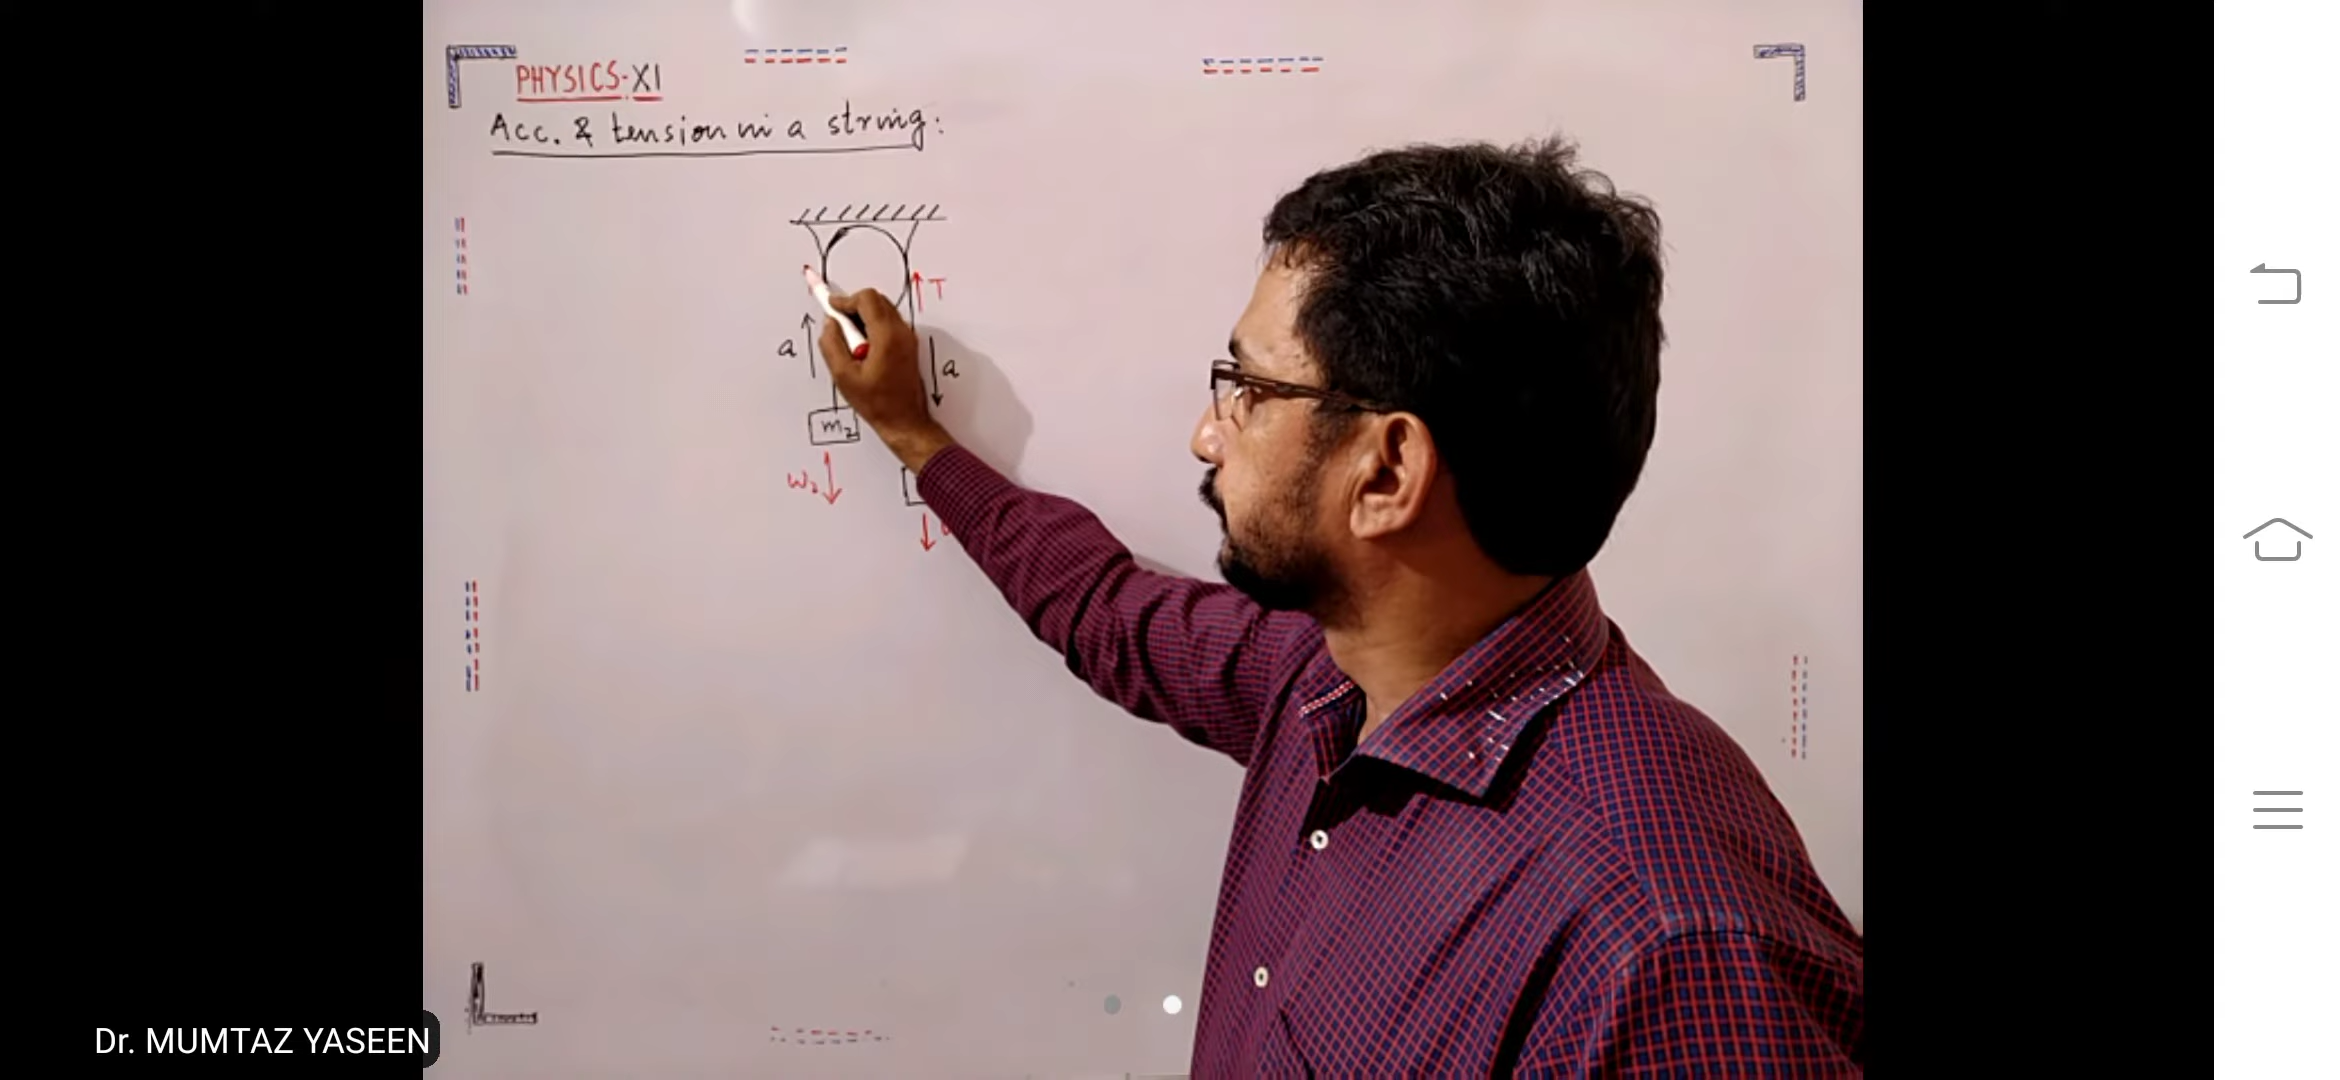 PHYSICS-XI
Acc. & tension in a string:
T
a
a
m₂
W₂
Dr. MUMTAZ YASEEN